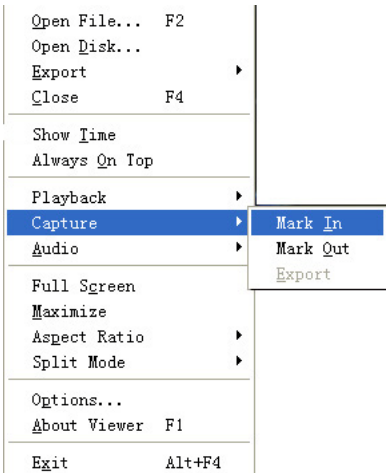 Open File... F2
Open Disk...
Export
Close F4
Show Time
Always On Top
Playback
Capture
Audio
Full Screen
Maximize
Aspect Ratio
Split Mode
Options...
About Viewer F1
Exit Alt+F4
Mark In
Mark Out
Export